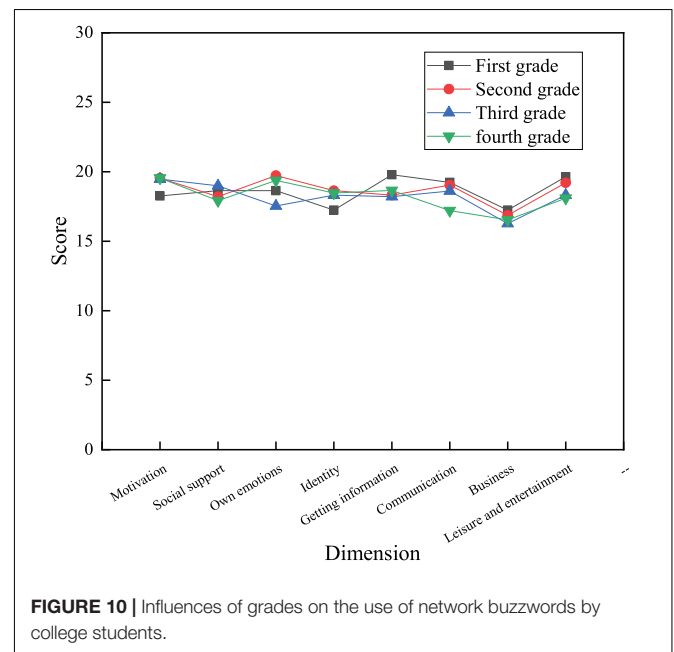 30
25
20
15
10
5
0
Score
First grade
Second grade
Third grade
fourth grade
Motivation
Social support
Own emotions
Identity
Getting information
Communication
Business
Leisure and entertainment
--
Dimension
FIGURE 10 | Influences of grades on the use of network buzzwords by
college students.